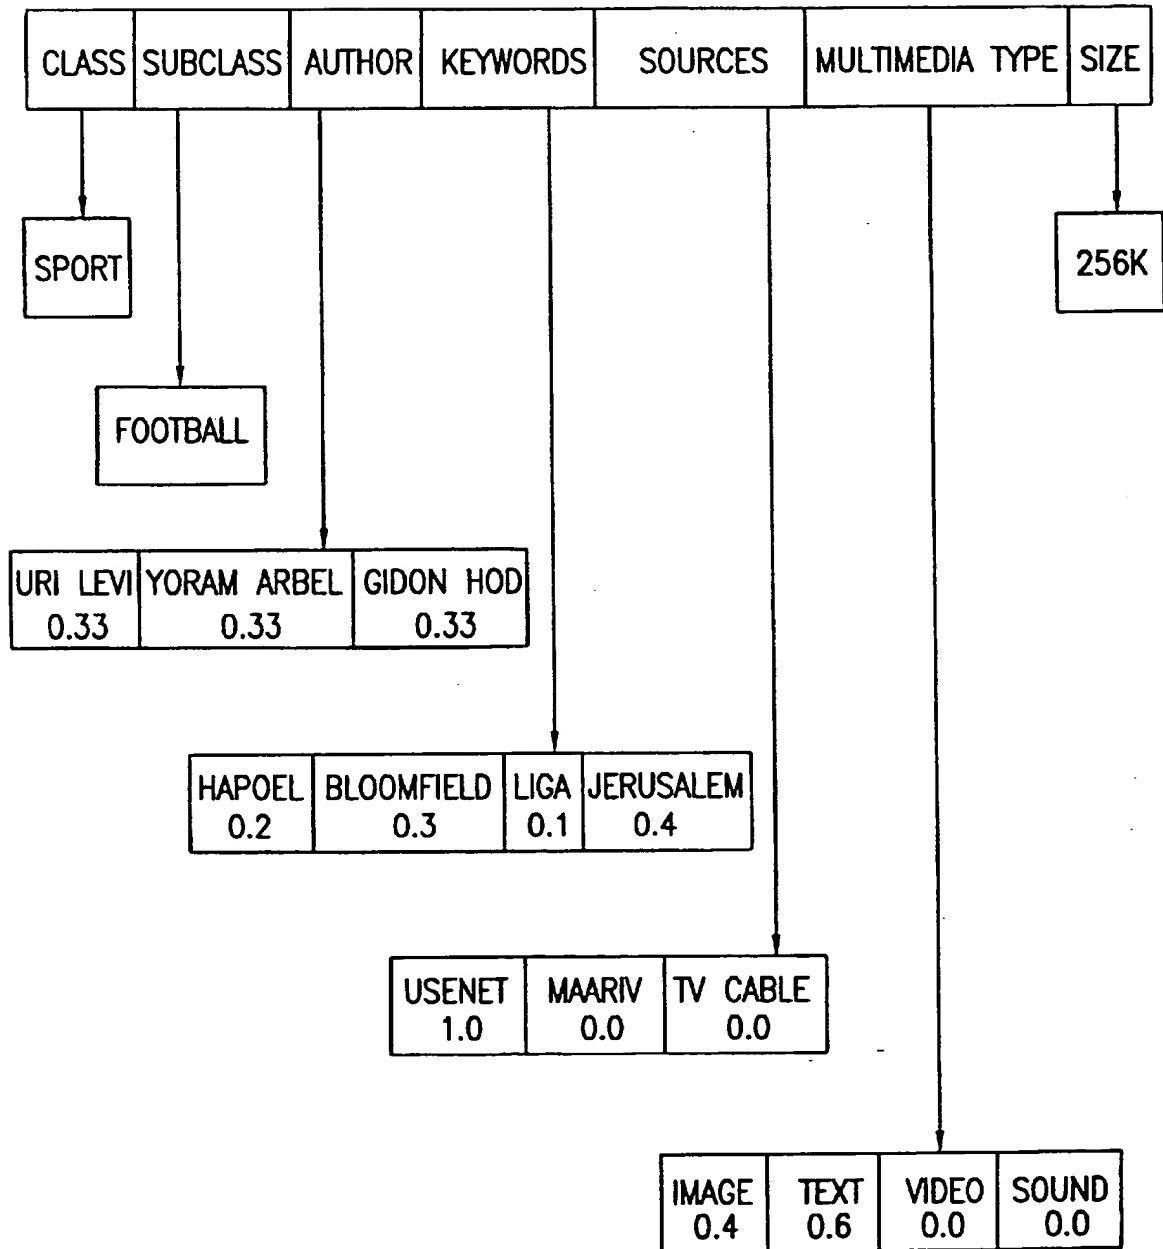 CLASS SUBCLASS AUTHOR KEYWORDS SOURCES MULTIMEDIA TYPE SIZE
SPORT
256K
FOOTBALL
URI LEVI YORAM ARBEL GIDON HOD
0.33 0.33 0.33
HAPOEL BLOOMFIELD LIGA JERUSALEM
0.2 0.3 0.1 0.4
USENET MAARIV TV CABLE
1.0 0.0 0.0
IMAGE TEXT VIDEO SOUND
0.4 0.6 0.0 0.0